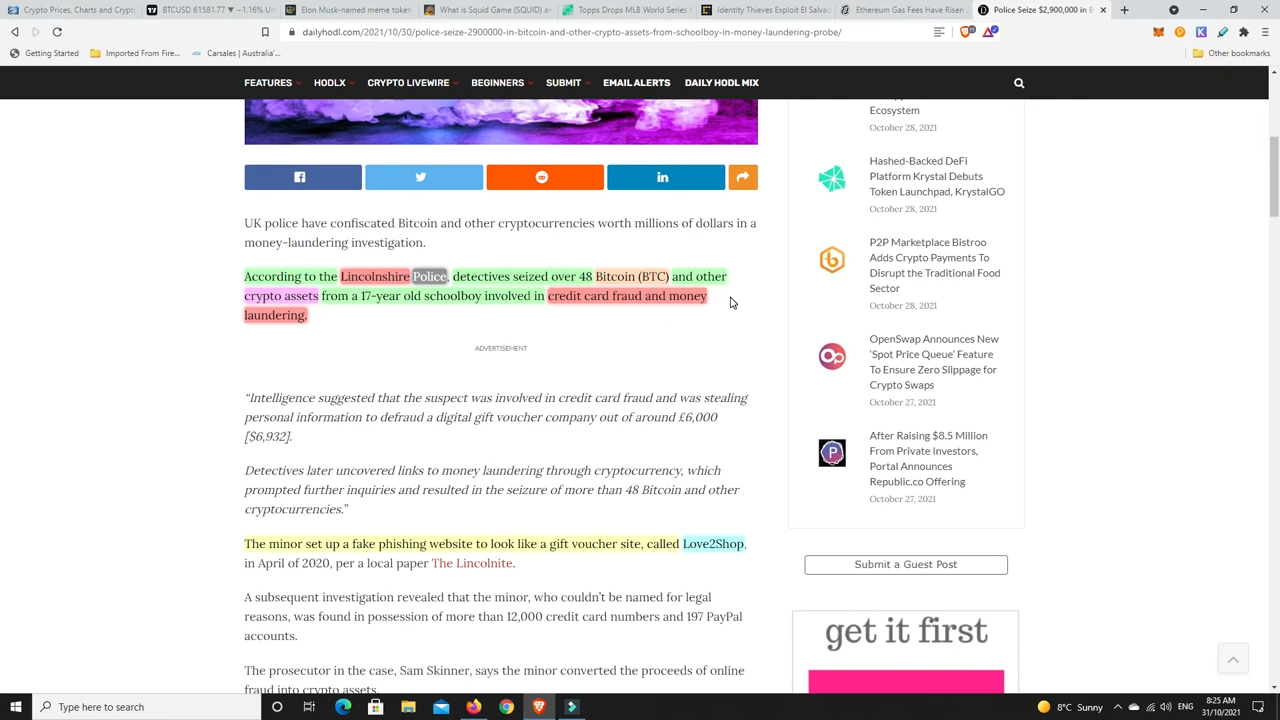 Crypto Prices, Charts and Crypto
BTCUSD 61581.77 ▼ −1.16% Un
Elon Musk-named meme token
What is Squid Game (SQUID) an
Topps Drops MLB World Series
Identity Thieves Exploit El Salvad
Ethereum Gas Fees Have Risen
Police Seize $2,900,000 in B
dailyhodl.com/2021/10/30/police-seize-2900000-in-bitcoin-and-other-crypto-assets-from-schoolboy-in-money-laundering-probe/
Getting Started
Imported From Fire...
Carsales | Australia'...
Other bookmarks
FEATURES
HODLX
CRYPTO LIVEWIRE
BEGINNERS
SUBMIT
EMAIL ALERTS
DAILY HODL MIX
UK police have confiscated Bitcoin and other cryptocurrencies worth millions of dollars in a
money-laundering investigation.
According to the Lincolnshire Police, detectives seized over 48 Bitcoin (BTC) and other
crypto assets from a 17-year old schoolboy involved in credit card fraud and money
laundering.
ADVERTISEMENT
“Intelligence suggested that the suspect was involved in credit card fraud and was stealing
personal information to defraud a digital gift voucher company out of around £6,000
[$6,932].
Detectives later uncovered links to money laundering through cryptocurrency, which
prompted further inquiries and resulted in the seizure of more than 48 Bitcoin and other
cryptocurrencies.”
The minor set up a fake phishing website to look like a gift voucher site, called Love2Shop,
in April of 2020, per a local paper The Lincolnite.
A subsequent investigation revealed that the minor, who couldn’t be named for legal
reasons, was found in possession of more than 12,000 credit card numbers and 197 PayPal
accounts.
The prosecutor in the case, Sam Skinner, says the minor converted the proceeds of online
fraud into crypto assets.
Ecosystem
October 28, 2021
Hashed-Backed DeFi
Platform Krystal Debuts
Token Launchpad, KrystalGO
October 28, 2021
P2P Marketplace Bistroo
Adds Crypto Payments To
Disrupt the Traditional Food
Sector
October 28, 2021
OpenSwap Announces New
‘Spot Price Queue’ Feature
To Ensure Zero Slippage for
Crypto Swaps
October 27, 2021
After Raising $8.5 Million
From Private Investors,
Portal Announces
Republic.co Offering
October 27, 2021
Submit a Guest Post
get it first
Type here to search
8°C Sunny
ENG
8:25 AM
31/10/2021